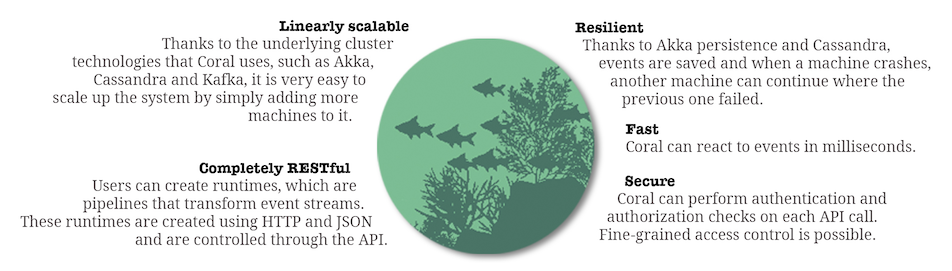 Linearly scalable
Thanks to the underlying cluster
technologies that Coral uses, such as Akka,
Cassandra and Kafka, it is very easy to
scale up the system by simply adding more
machines to it.
Completely RESTful
Users can create runtimes, which are
pipelines that transform event streams.
These runtimes are created using HTTP and JSON
and are controlled through the API.
Resilient
Thanks to Akka persistence and Cassandra,
events are saved and when a machine crashes,
another machine can continue where the
previous one failed.
Fast
Coral can react to events in milliseconds.
Secure
Coral can perform authentication and
authorization checks on each API call.
Fine-grained access control is possible.